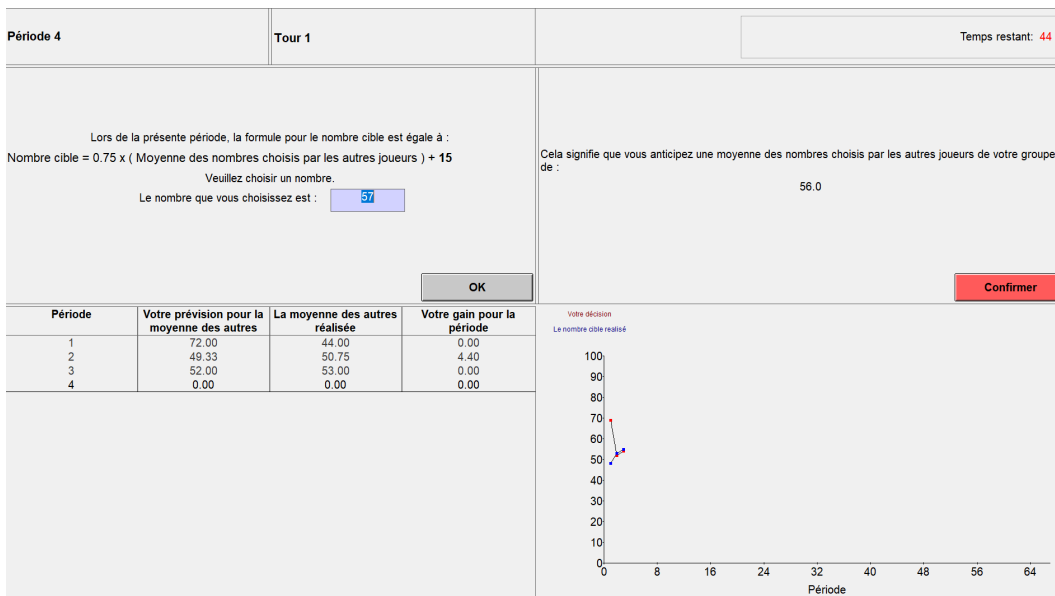 Période 4
Tour 1
Temps restant: 44
Lors de la présente période, la formule pour le nombre cible est égale à :
Nombre cible = 0.75 x ( Moyenne des nombres choisis par les autres joueurs ) + 15
Veuillez choisir un nombre.
Le nombre que vous choisissez est : 57
OK
Cela signifie que vous anticipez une moyenne des nombres choisis par les autres joueurs de votre groupe
de :
56.0
Confirmer
Période Votre prévision pour la moyenne des autres La moyenne des autres réalisée Votre gain pour la période
1 72.00 44.00 0.00
2 49.33 50.75 4.40
3 52.00 53.00 0.00
4 0.00 0.00 0.00
Votre décision
Le nombre cible realisé
100
90
80
70
60
50
40
30
20
10
0
0 8 16 24 32 40 48 56 64
Période